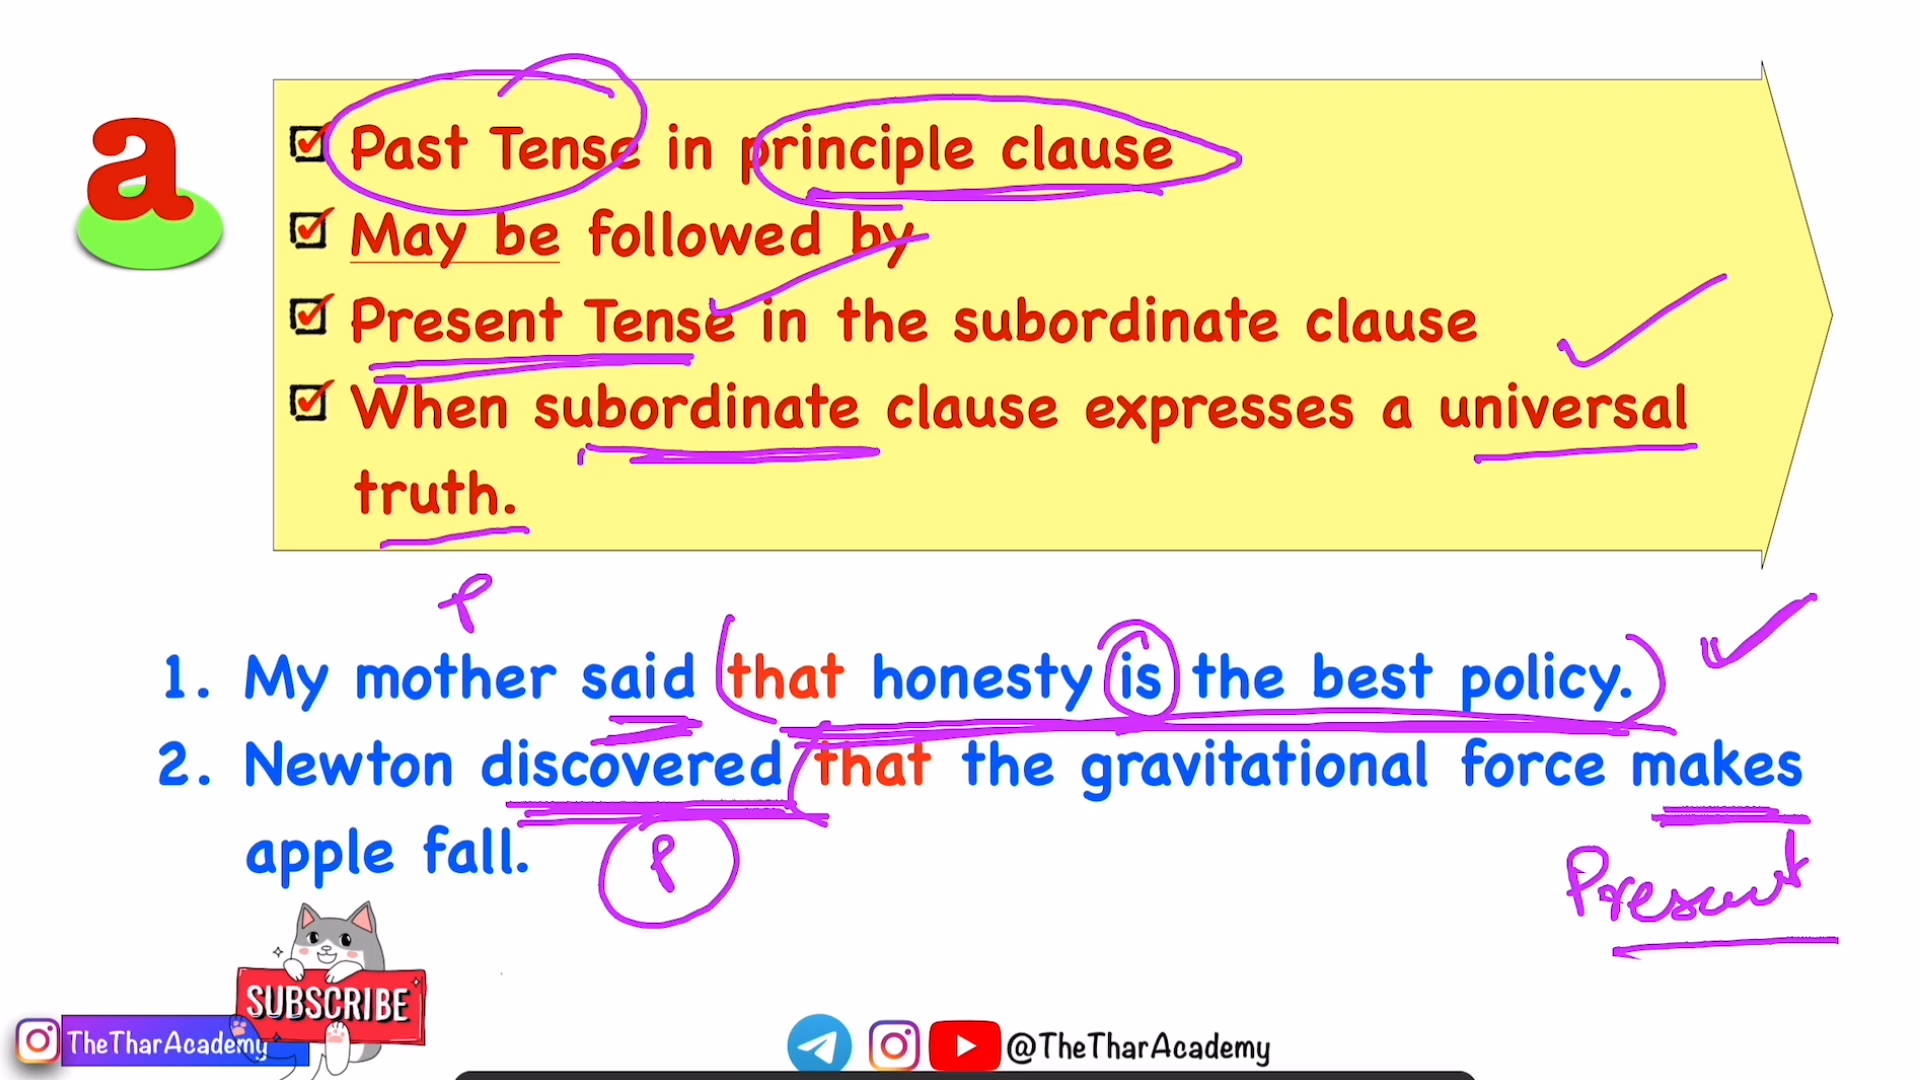 a
Past Tense in principle clause
May be followed by
Present Tense in the subordinate clause
When subordinate clause expresses a universal
truth.
P
1. My mother said that honesty is the best policy.
2. Newton discovered that the gravitational force makes
apple fall.
P
Present
SUBSCRIBE
TheTharAcademy
@TheTharAcademy